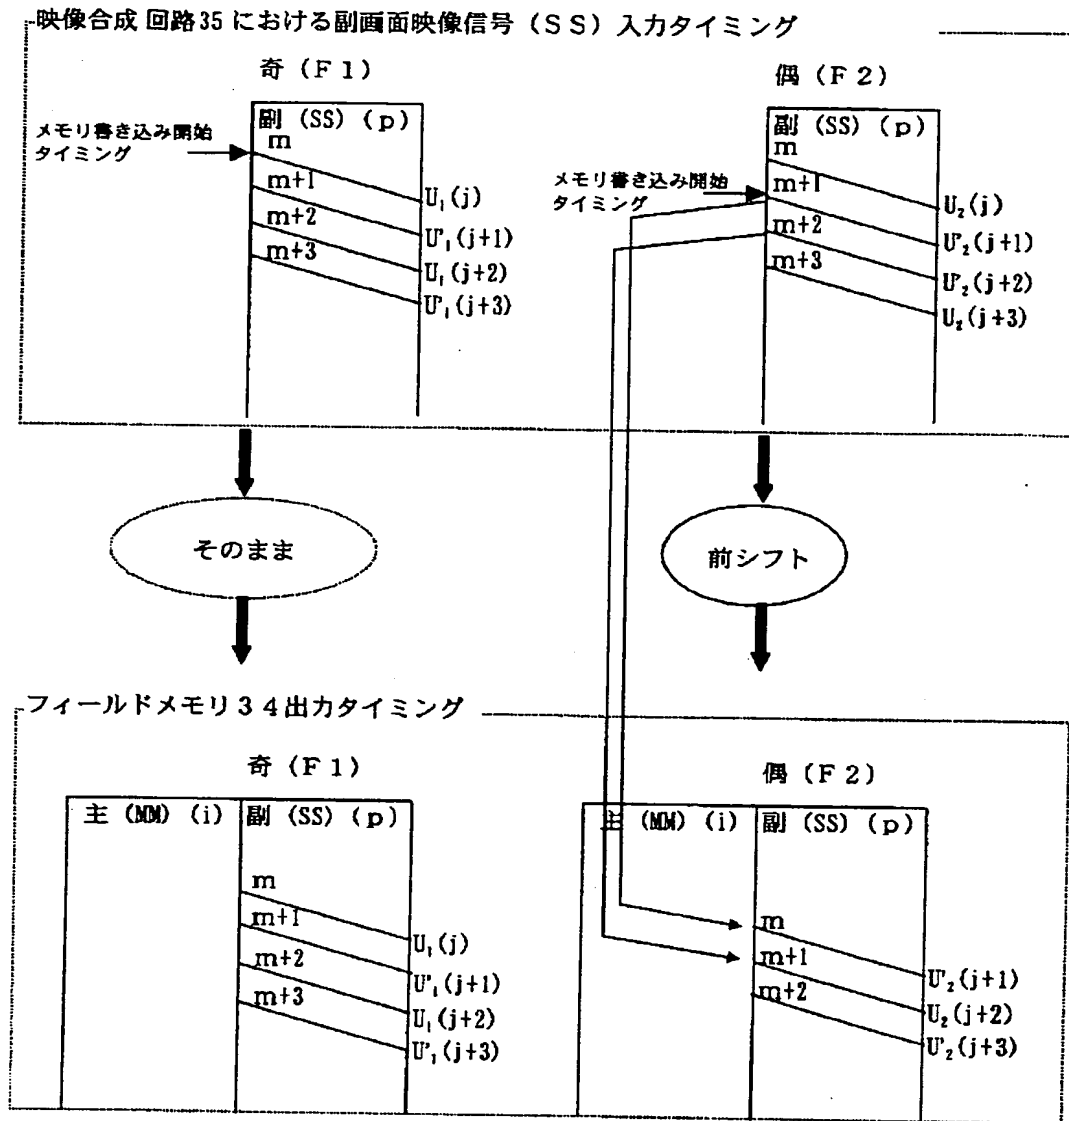 映像合成回路35における副画面映像信号（SS）入力タイミング
奇（F1）
偶（F2）
副（SS）（p）
メモリ書き込み開始
タイミング
m
m+1
m+2
m+3
U₁(j)
U'₁(j+1)
U₁(j+2)
U'₁(j+3)
副（SS）（p）
メモリ書き込み開始
タイミング
m
m+1
m+2
m+3
U₂(j)
U'₂(j+1)
U'₂(j+2)
U₂(j+3)
そのまま
前シフト
フィールドメモリ34出力タイミング
奇（F1）
偶（F2）
主（MM）（i）
副（SS）（p）
m
m+1
m+2
m+3
U₁(j)
U'₁(j+1)
U₁(j+2)
U'₁(j+3)
主（MM）（i）
副（SS）（p）
m
m+1
m+2
U'₂(j+1)
U₂(j+2)
U'₂(j+3)